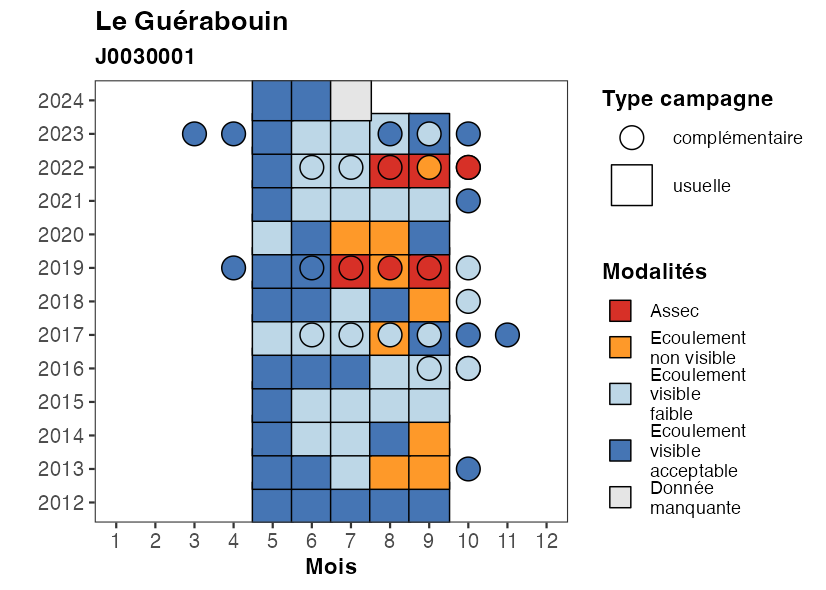 Le Guérabouin
J0030001
2024
2023
2022
2021
2020
2019
2018
2017
2016
2015
2014
2013
2012
1 2 3 4 5 6 7 8 9 10 11 12
Mois
Type campagne
complémentaire
usuelle
Modalités
Assec
Ecoulement
non visible
Ecoulement
visible
faible
Ecoulement
visible
acceptable
Donnée
manquante